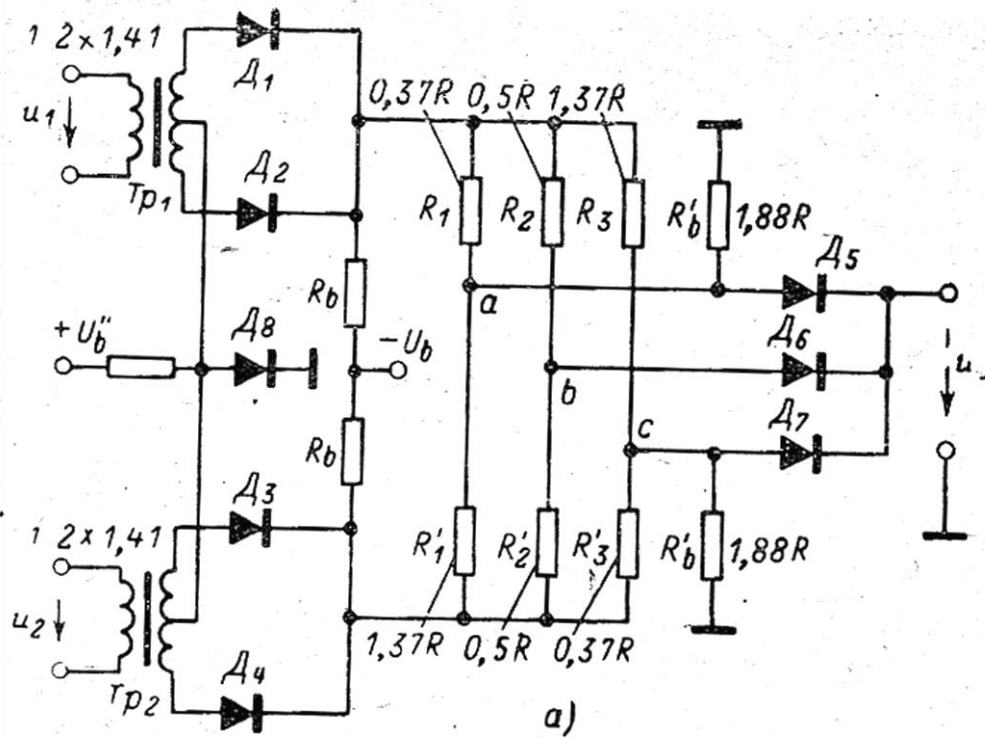 1 2×1,41
Д1
u1
Тр1
Д2
0,37R 0,5R 1,37R
R1 R2 R3 R'b 1,88R
Rb
a
Д5
+U"b
Д8
-Ub
b
Д6
u
Rb
c
Д7
Д3
1 2×1,41
R'1 R'2 R'3 R'b 1,88R
u2
1,37R 0,5R 0,37R
Тр2
Д4
а)